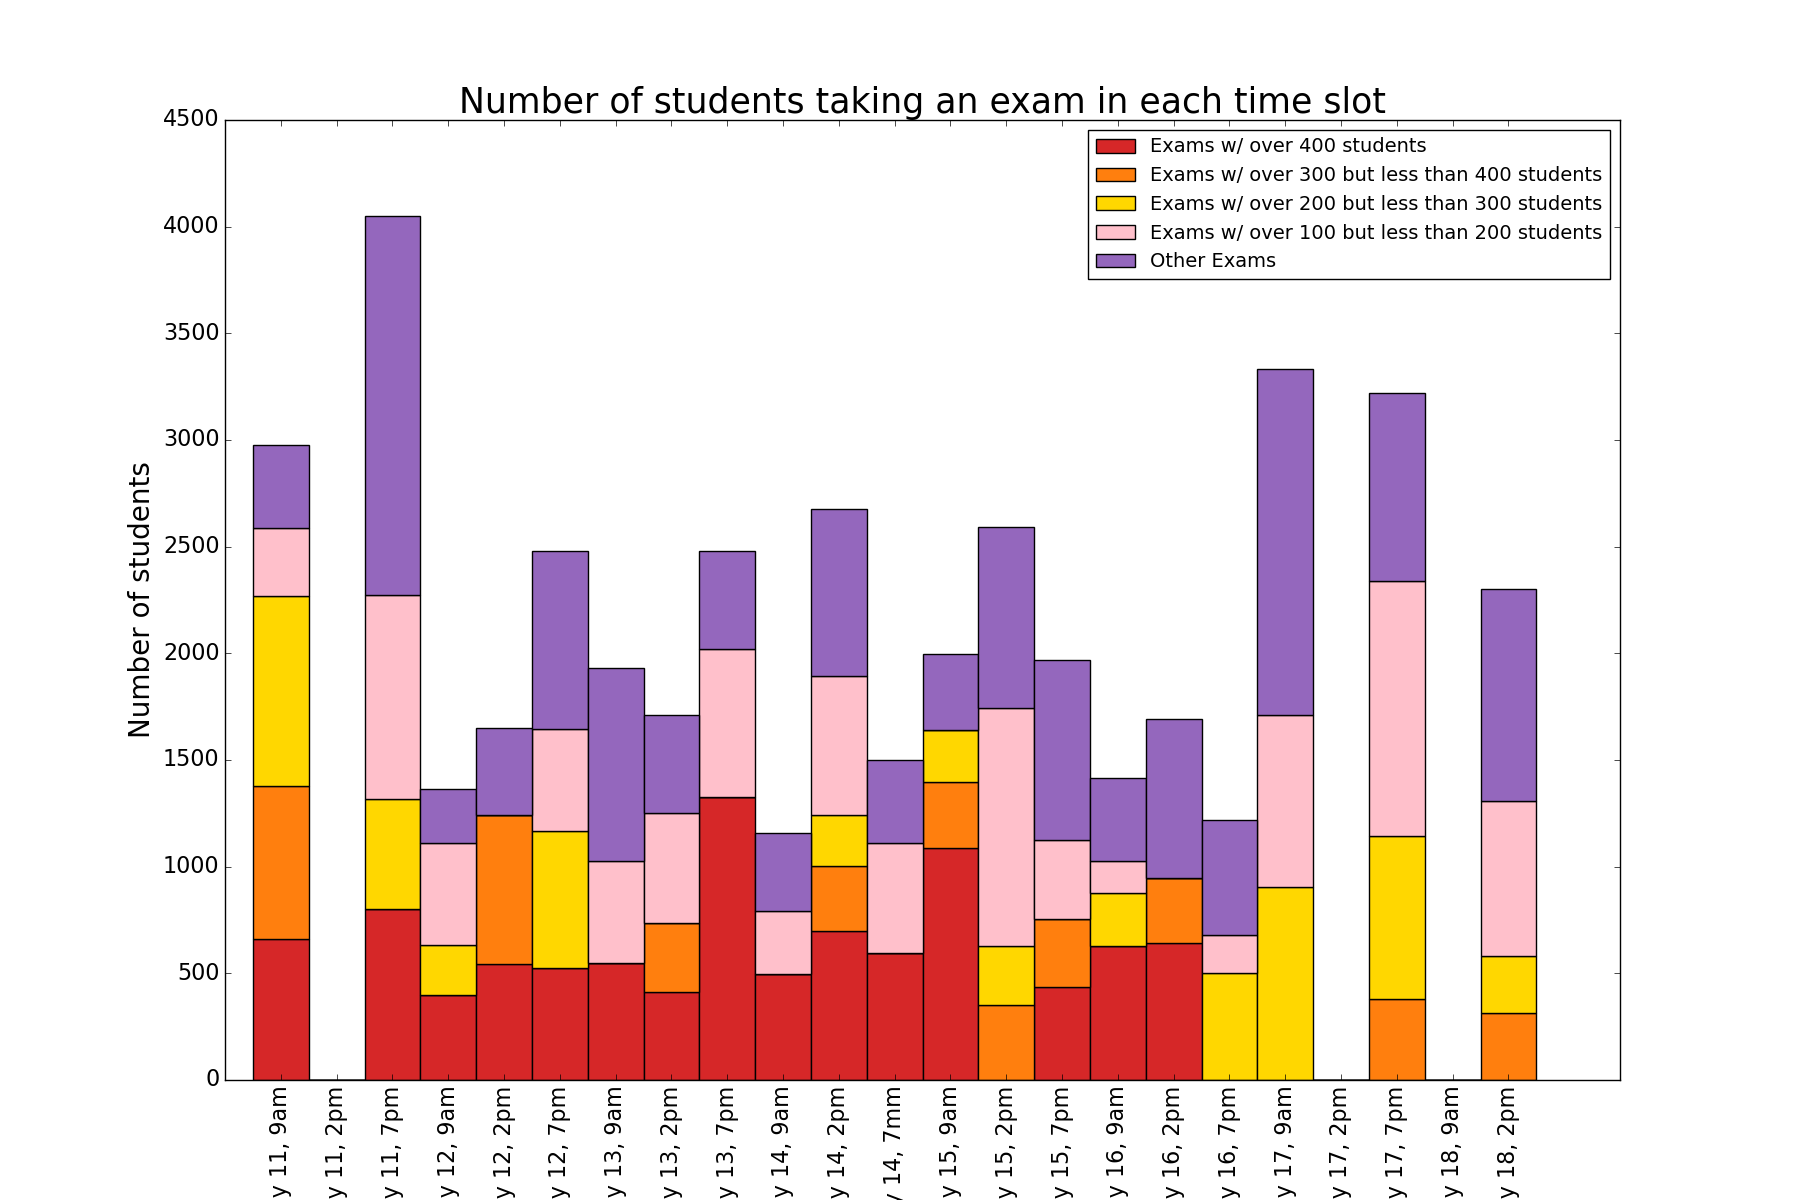 Number of students taking an exam in each time slot
Exams w/ over 400 students
Exams w/ over 300 but less than 400 students
Exams w/ over 200 but less than 300 students
Exams w/ over 100 but less than 200 students
Other Exams
Number of students
4500
4000
3500
3000
2500
2000
1500
1000
500
0
y 11, 9am
y 11, 2pm
y 11, 7pm
y 12, 9am
y 12, 2pm
y 12, 7pm
y 13, 9am
y 13, 2pm
y 13, 7pm
y 14, 9am
y 14, 2pm
y 14, 7mm
y 15, 9am
y 15, 2pm
y 15, 7pm
y 16, 9am
y 16, 2pm
y 16, 7pm
y 17, 9am
y 17, 2pm
y 17, 7pm
y 18, 9am
y 18, 2pm